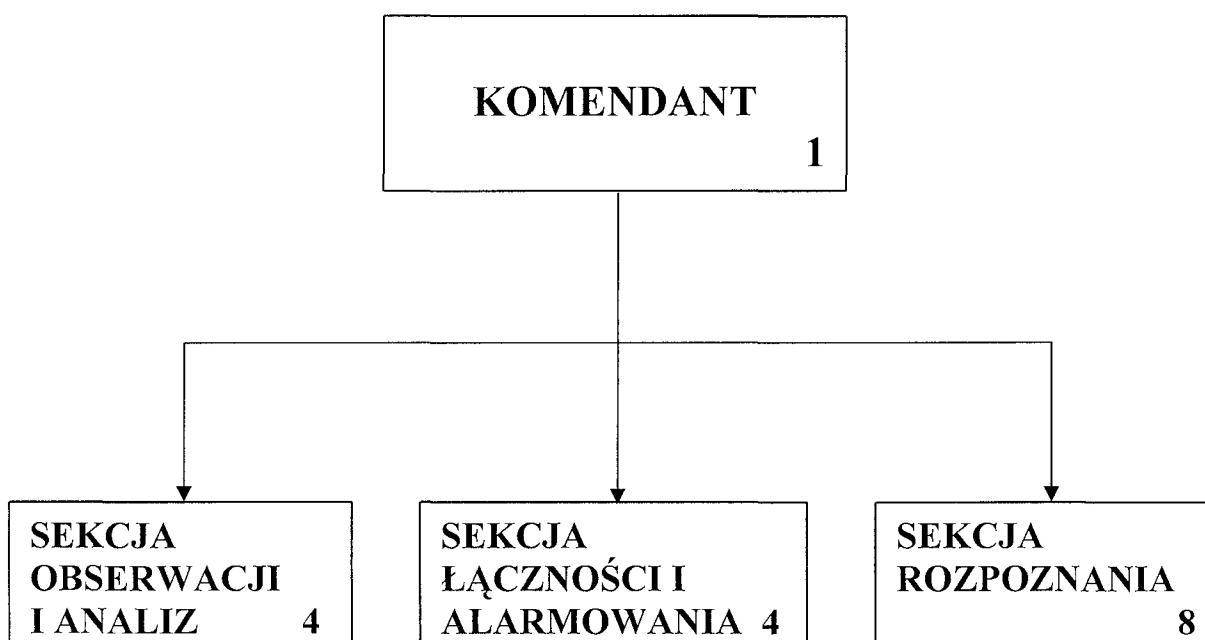 KOMENDANT
1
SEKCJA
OBSERWACJI
I ANALIZ 4
SEKCJA
ŁĄCZNOŚCI I
ALARMOWANIA 4
SEKCJA
ROZPOZNANIA
8